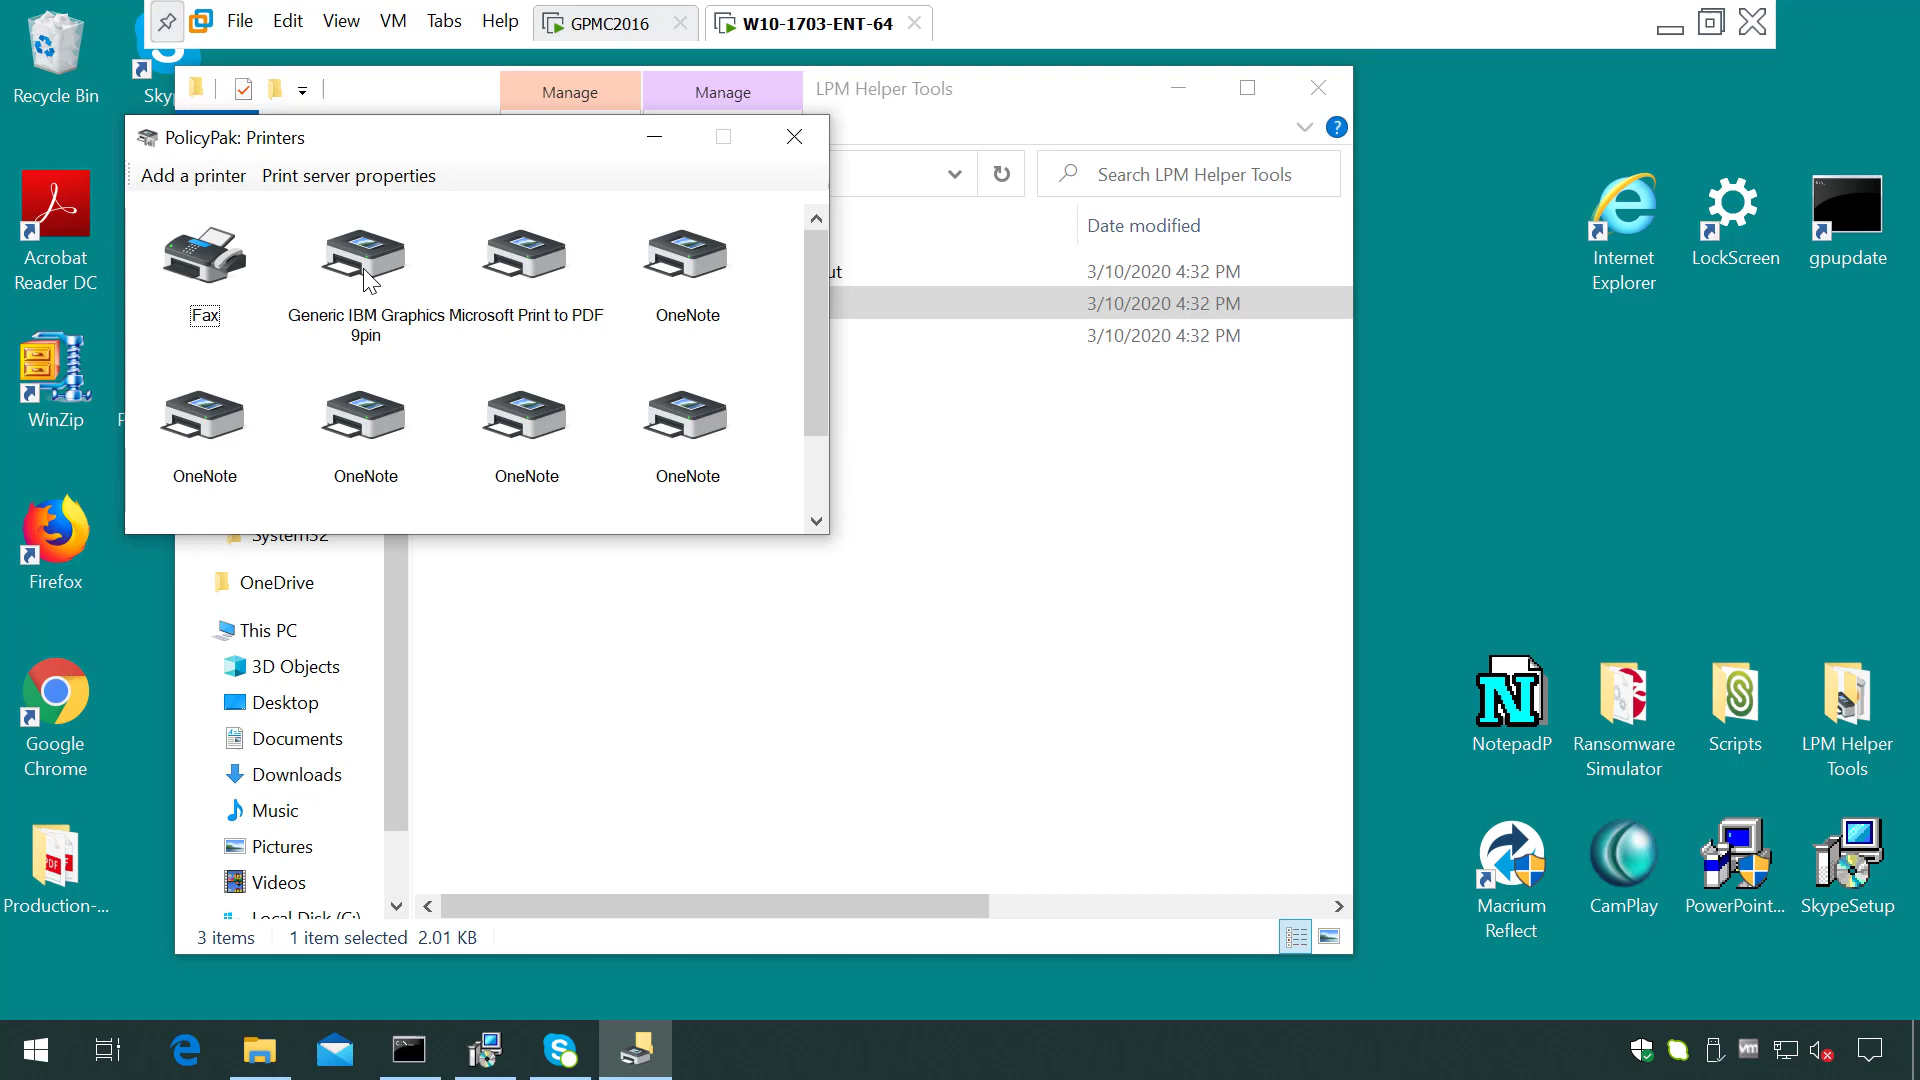 File Edit View VM Tabs Help GPMC2016 W10-1703-ENT-64
Recycle Bin
Manage Manage LPM Helper Tools
PolicyPak: Printers
Add a printer Print server properties
Search LPM Helper Tools
Date modified
3/10/2020 4:32 PM
3/10/2020 4:32 PM
3/10/2020 4:32 PM
Fax
Generic IBM Graphics
9pin
Microsoft Print to PDF
OneNote
OneNote
OneNote
OneNote
OneNote
System32
OneDrive
This PC
3D Objects
Desktop
Documents
Downloads
Music
Pictures
Videos
Local Disk (C:)
3 items 1 item selected 2.01 KB
Acrobat
Reader DC
WinZip
Firefox
Google
Chrome
Production-...
Internet
Explorer
LockScreen
gpupdate
NotepadP
Ransomware
Simulator
Scripts
LPM Helper
Tools
Macrium
Reflect
CamPlay
PowerPoint...
SkypeSetup